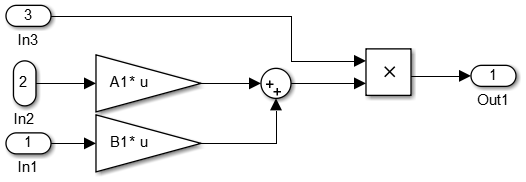 3
In3
2
In2
A1* u
1
In1
B1* u
+
+
×
1
Out1